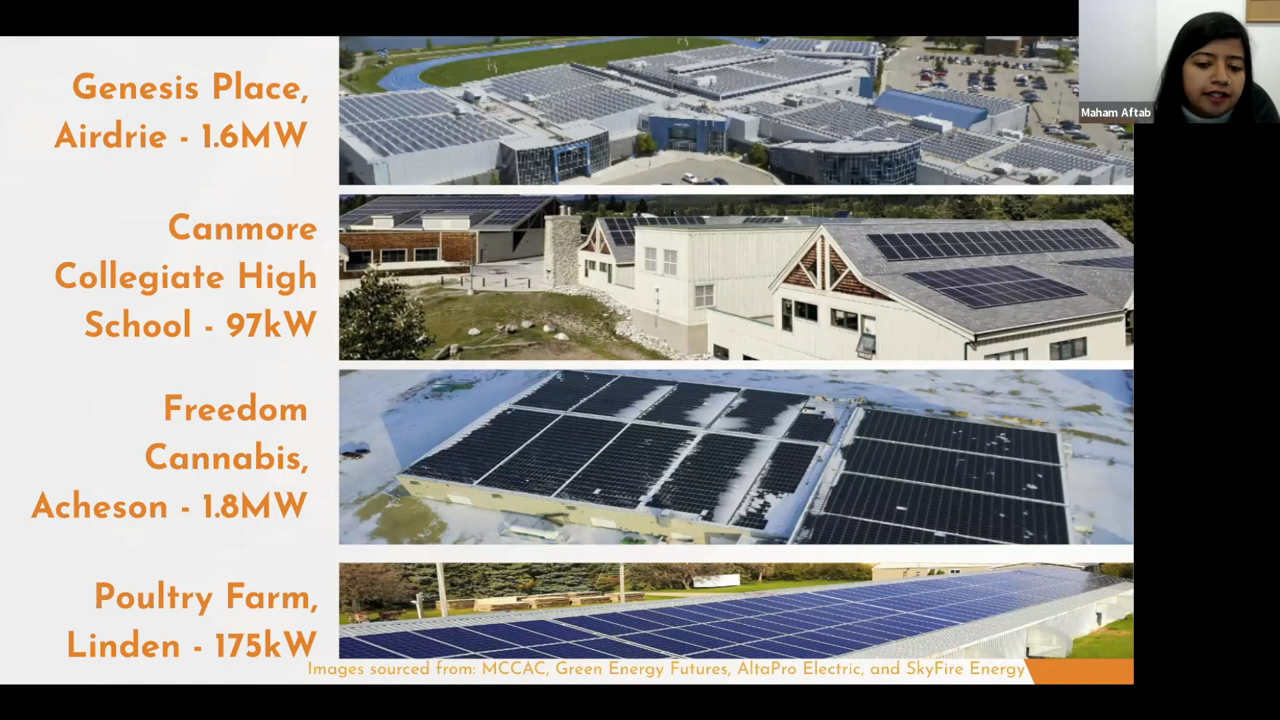 Genesis Place,
Airdrie - 1.6MW
Maham Aftab
Canmore
Collegiate High
School - 97kW
Freedom
Cannabis,
Acheson - 1.8MW
Poultry Farm,
Linden - 175kW
Images sourced from: MCCAC, Green Energy Futures, AltaPro Electric, and SkyFire Energy